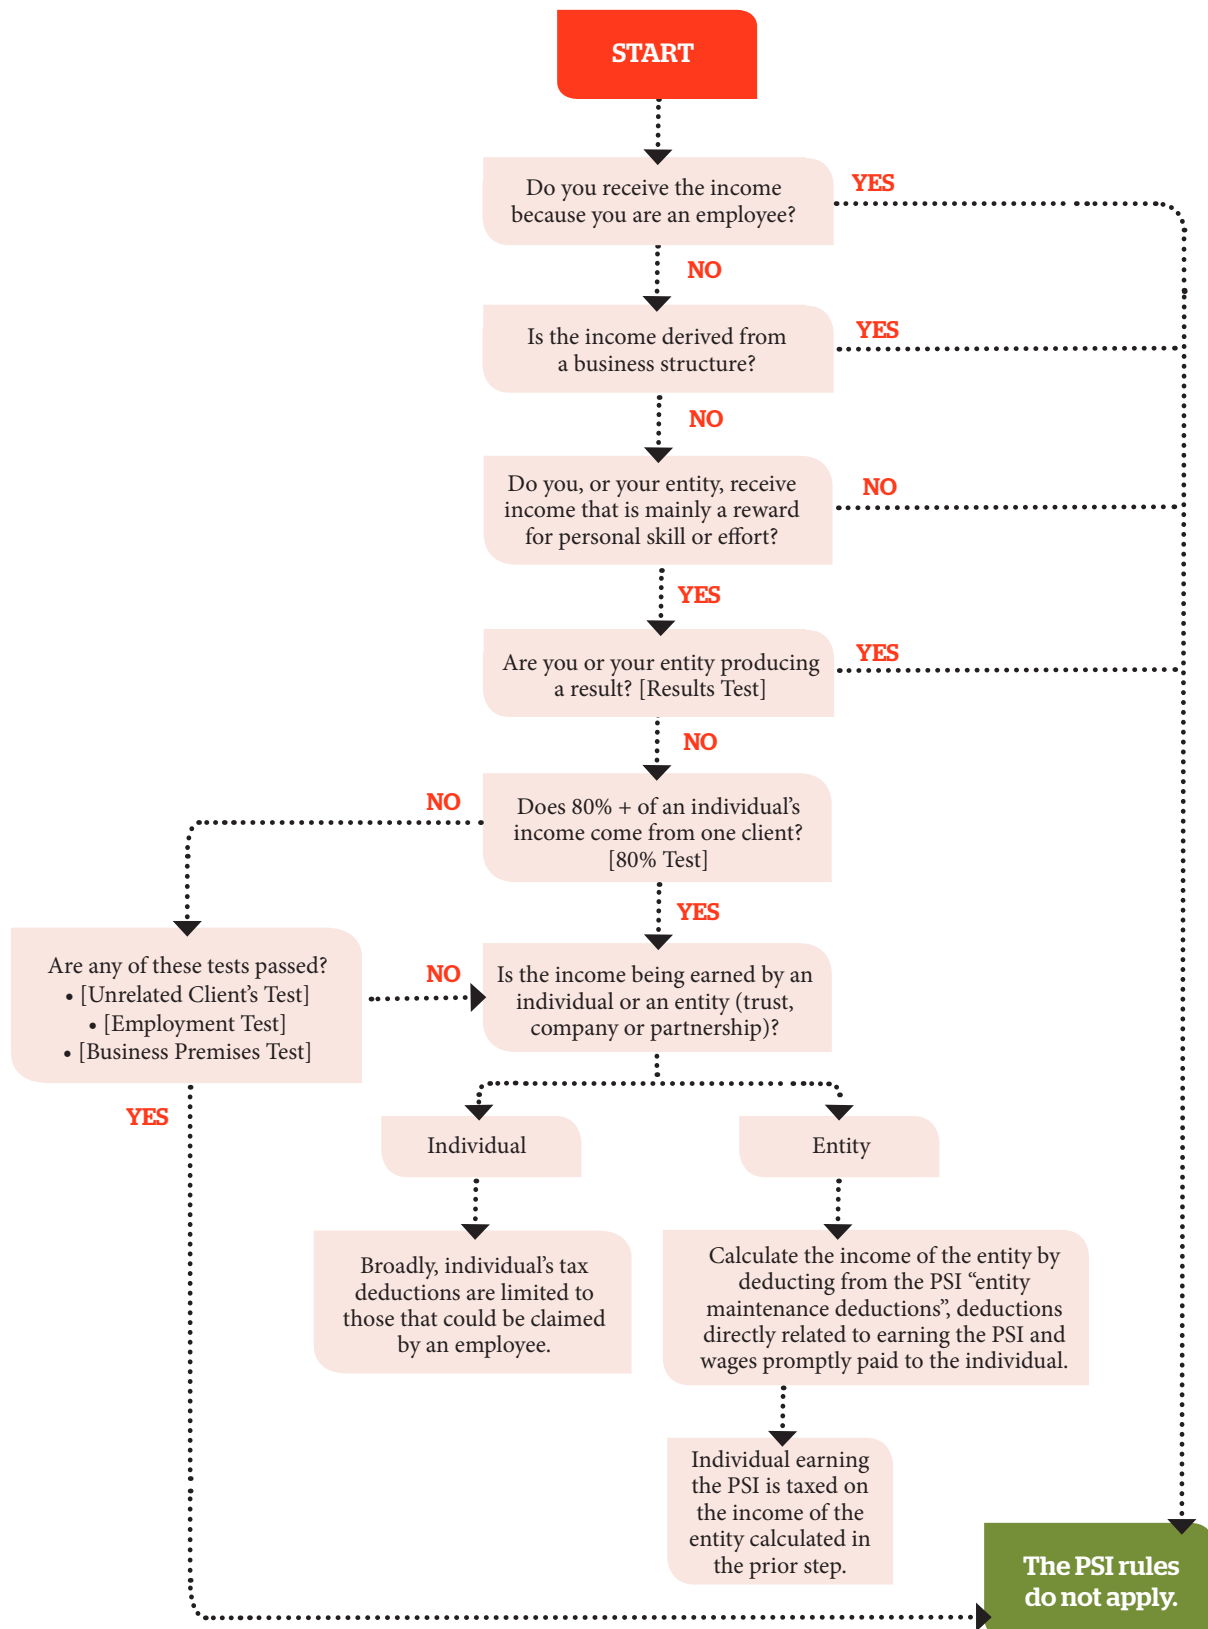 START
Do you receive the income
because you are an employee?
YES
NO
Is the income derived from
a business structure?
YES
NO
Do you, or your entity, receive
income that is mainly a reward
for personal skill or effort?
NO
YES
Are you or your entity producing
a result? [Results Test]
YES
NO
Does 80% + of an individual's
income come from one client?
[80% Test]
NO
YES
Are any of these tests passed?
• [Unrelated Client's Test]
• [Employment Test]
• [Business Premises Test]
NO
YES
Is the income being earned by an
individual or an entity (trust,
company or partnership)?
Individual
Entity
Broadly, individual's tax
deductions are limited to
those that could be claimed
by an employee.
Calculate the income of the entity by
deducting from the PSI “entity
maintenance deductions”, deductions
directly related to earning the PSI and
wages promptly paid to the individual.
Individual earning
the PSI is taxed on
the income of the
entity calculated in
the prior step.
The PSI rules
do not apply.